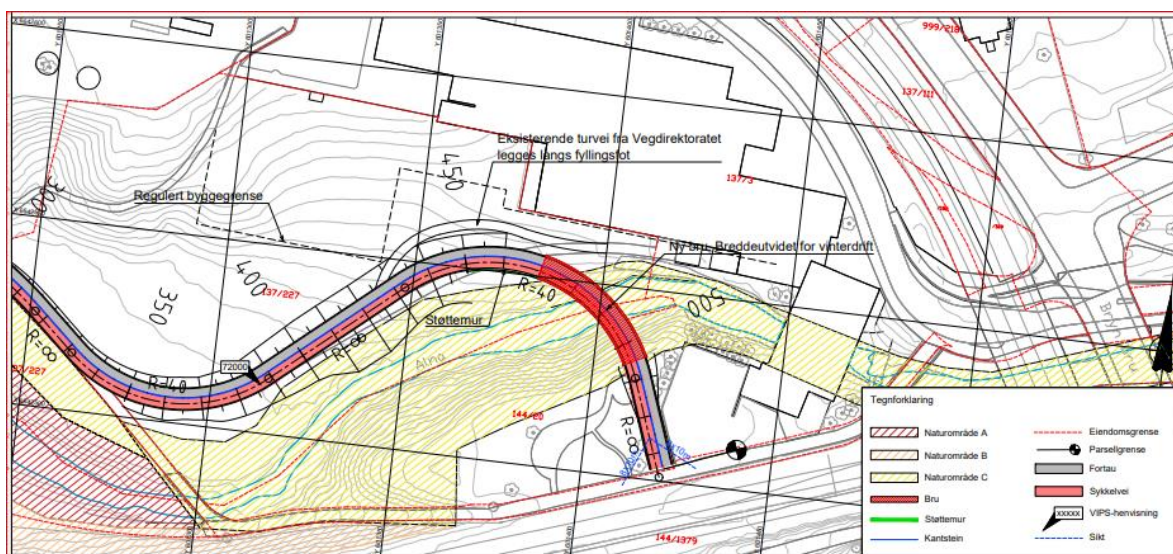 999/218
137/111
Eksisterende turvei fra Vegdirektoratet
legges langs fyllingsfot
450
137/3
300
Regulert byggegrense
Ny bru. Breddeutvidet for vinterdrift
400
137/227
350
R=40
500
Støttemur
R=∞
R=∞
Alna
72000
R=40
144/20
R=∞
144/1379
Tegnforklaring
Naturområde A
Naturområde B
Naturområde C
Bru
Støttemur
Kantstein
Eiendomsgrense
Parsellgrense
Fortau
Sykkelvei
XXXXX
VIPS-henvisning
Sikt